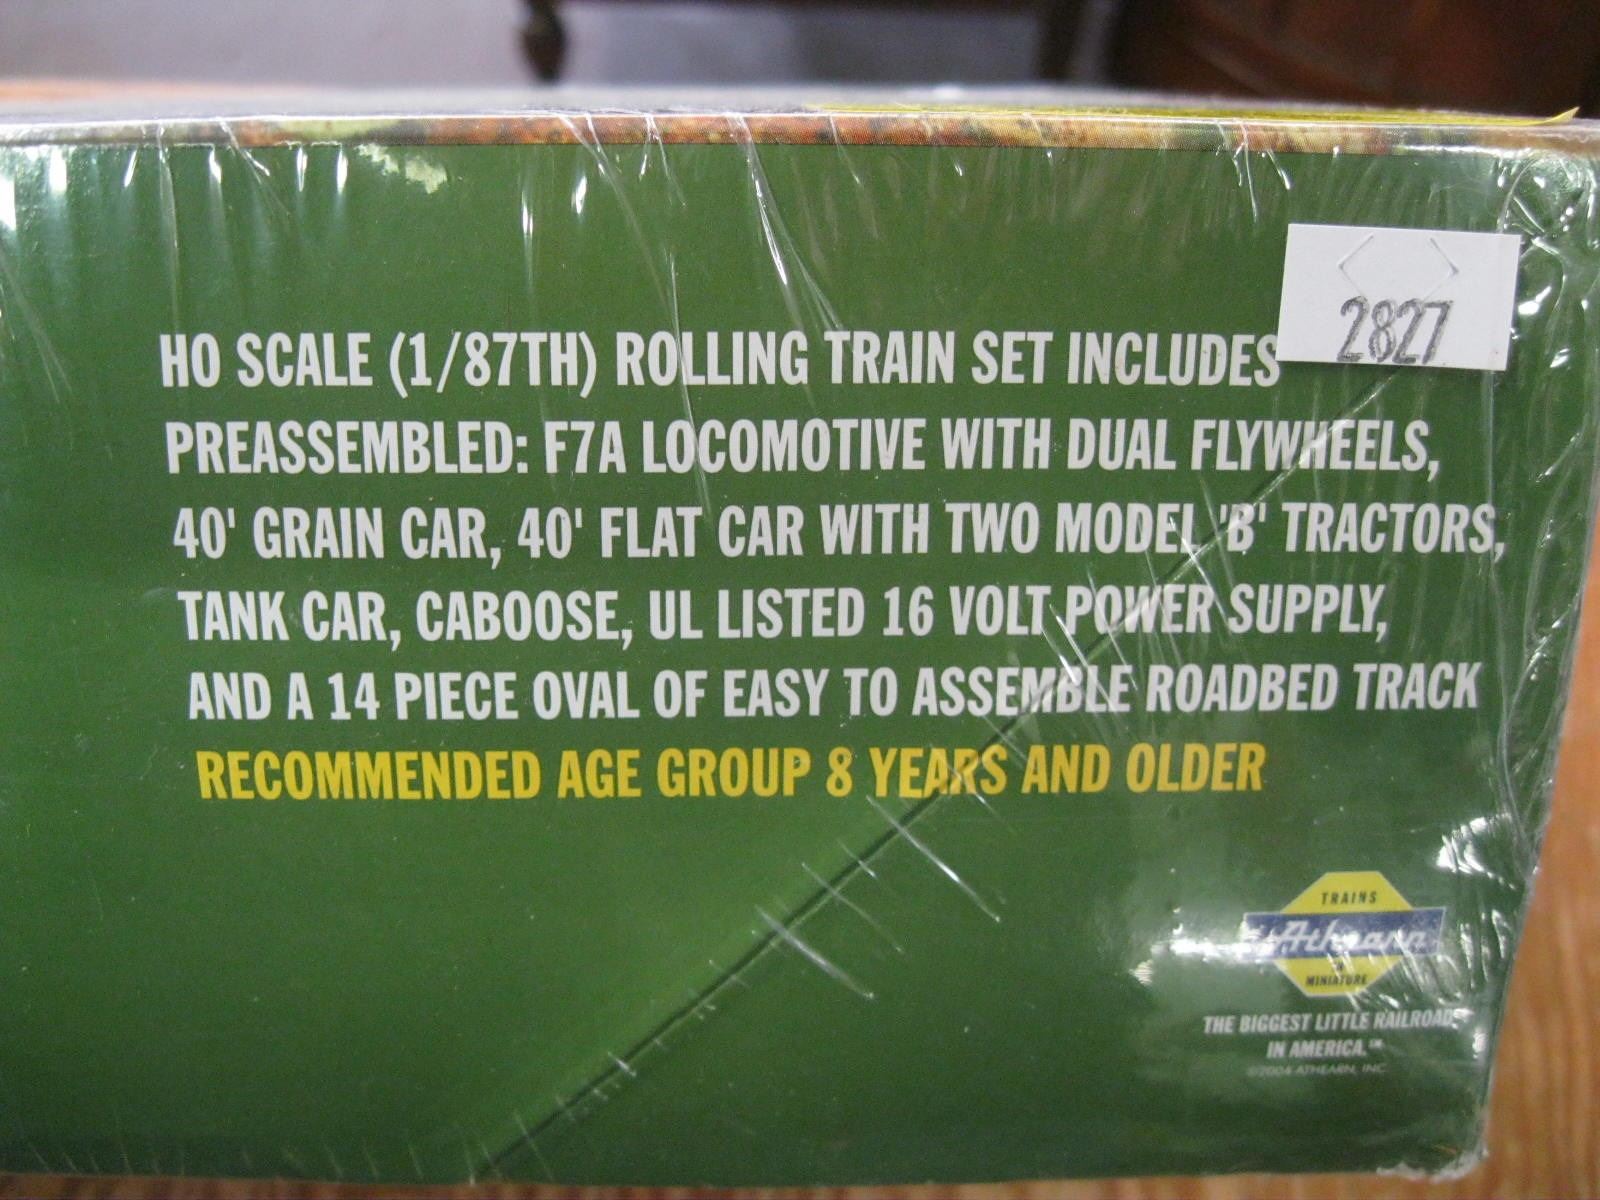 2827
HO SCALE (1/87TH) ROLLING TRAIN SET INCLUDES
PREASSEMBLED: F7A LOCOMOTIVE WITH DUAL FLYWHEELS,
40' GRAIN CAR, 40' FLAT CAR WITH TWO MODEL 'B' TRACTORS,
TANK CAR, CABOOSE, UL LISTED 16 VOLT POWER SUPPLY,
AND A 14 PIECE OVAL OF EASY TO ASSEMBLE ROADBED TRACK
RECOMMENDED AGE GROUP 8 YEARS AND OLDER
TRAINS
Athearn
IN
MINIATURE
THE BIGGEST LITTLE RAILROAD
IN AMERICA.™
©2004 ATHEARN, INC.